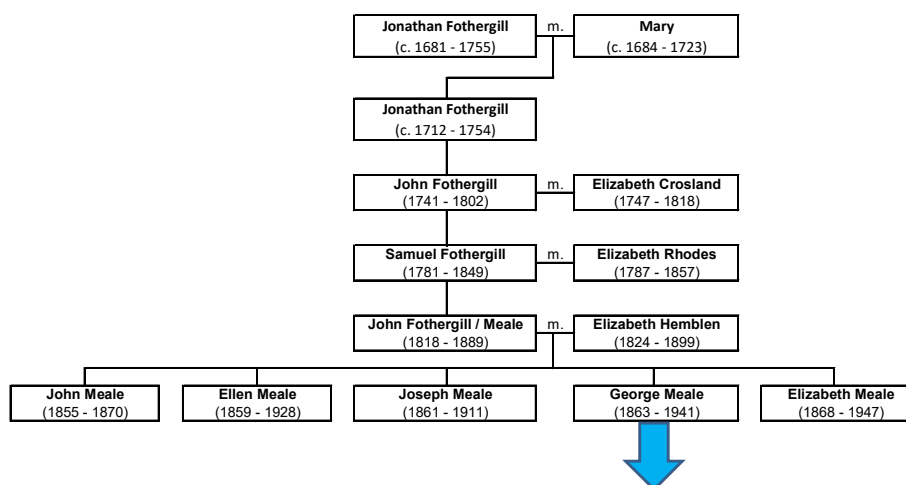 Jonathan Fothergill m. Mary
(c. 1681 - 1755) (c. 1684 - 1723)
Jonathan Fothergill
(c. 1712 - 1754)
John Fothergill m. Elizabeth Crosland
(1741 - 1802) (1747 - 1818)
Samuel Fothergill m. Elizabeth Rhodes
(1781 - 1849) (1787 - 1857)
John Fothergill / Meale m. Elizabeth Hemblen
(1818 - 1889) (1824 - 1899)
John Meale Ellen Meale Joseph Meale George Meale Elizabeth Meale
(1855 - 1870) (1859 - 1928) (1861 - 1911) (1863 - 1941) (1868 - 1947)